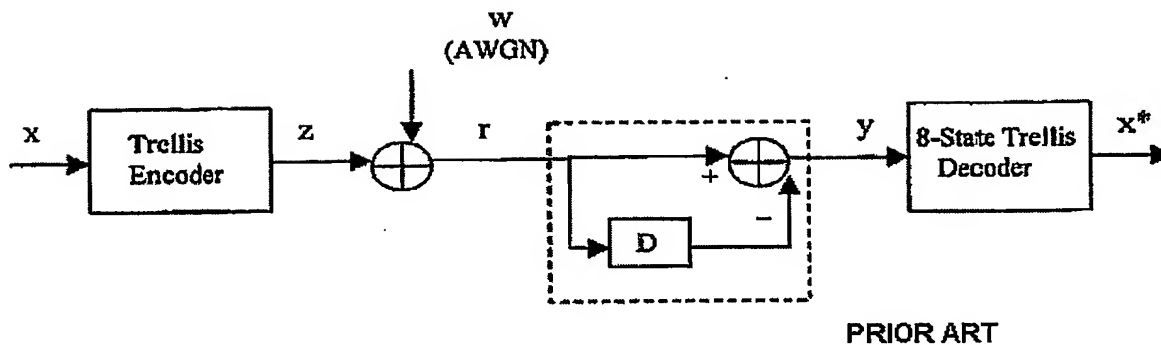 w
(AWGN)
x
Trellis
Encoder
z
r
+
−
D
y
8-State Trellis
Decoder
x*
PRIOR ART